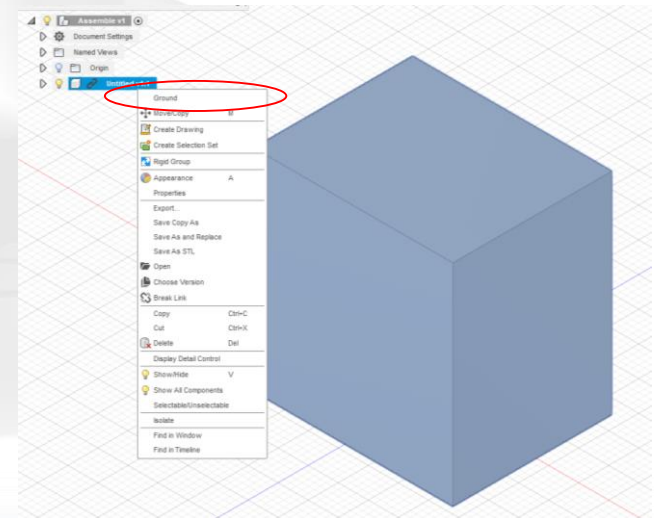 Assemble v1
Document Settings
Named Views
Origin
Untitled v1:1
Ground
Move/Copy M
Create Drawing
Create Selection Set
Rigid Group
Appearance A
Properties
Export...
Save Copy As
Save As and Replace
Save As STL
Open
Choose Version
Break Link
Copy Ctrl+C
Cut Ctrl+X
Delete Del
Display Detail Control
Show/Hide V
Show All Components
Selectable/Unselectable
Isolate
Find in Window
Find in Timeline